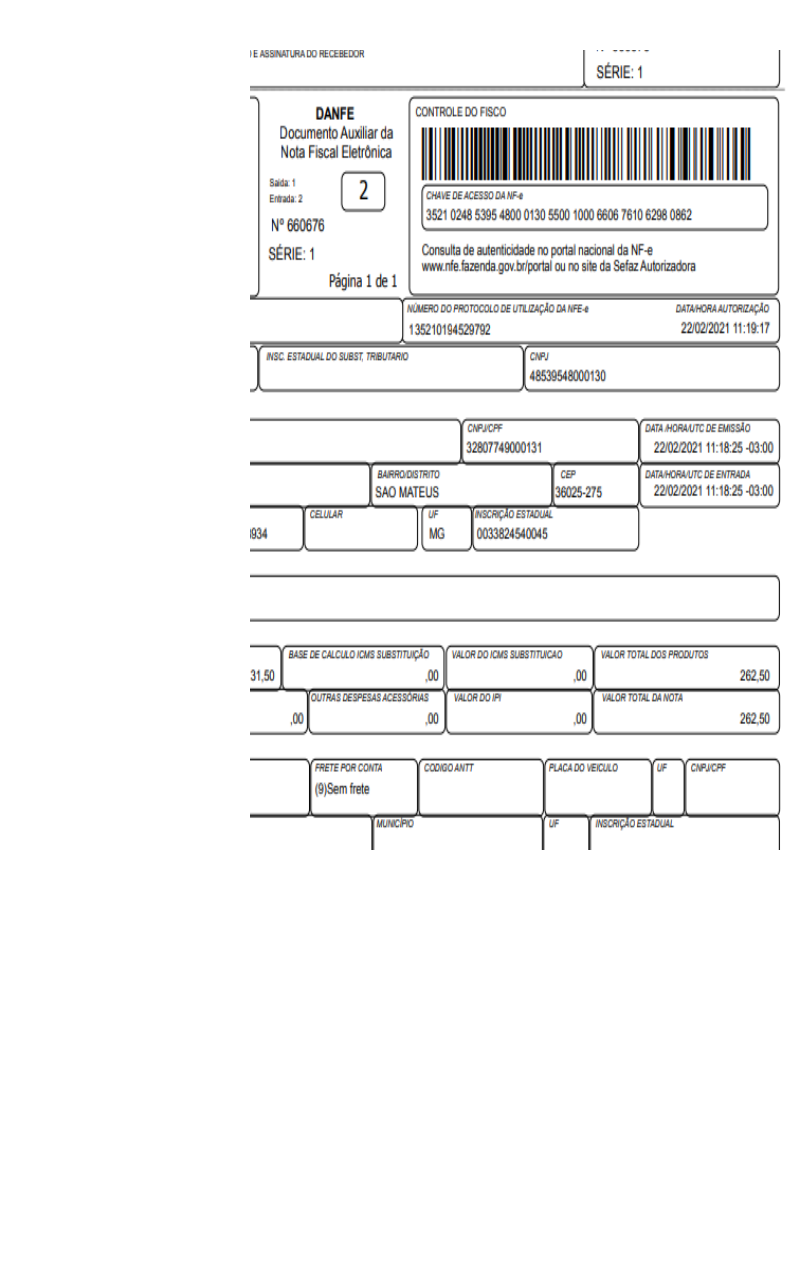 E ASSINATURA DO RECEBEDOR
SÉRIE: 1
DANFE
Documento Auxiliar da
Nota Fiscal Eletrônica
Saida: 1
Entrada: 2
2
Nº 660676
SÉRIE: 1
Página 1 de 1
CONTROLE DO FISCO
CHAVE DE ACESSO DA NF-e
3521 0248 5395 4800 0130 5500 1000 6606 7610 6298 0862
Consulta de autenticidade no portal nacional da NF-e
www.nfe.fazenda.gov.br/portal ou no site da Sefaz Autorizadora
NÚMERO DO PROTOCOLO DE UTILIZAÇÃO DA NFE-e DATA/HORA AUTORIZAÇÃO
135210194529792 22/02/2021 11:19:17
INSC. ESTADUAL DO SUBST, TRIBUTARIO CNPJ
48539548000130
CNPJ/CPF DATA /HORA/UTC DE EMISSÃO
32807749000131 22/02/2021 11:18:25 -03:00
BAIRRO/DISTRITO CEP DATA/HORA/UTC DE ENTRADA
SAO MATEUS 36025-275 22/02/2021 11:18:25 -03:00
CELULAR UF INSCRIÇÃO ESTADUAL
934 MG 0033824540045
BASE DE CALCULO ICMS SUBSTITUIÇÃO VALOR DO ICMS SUBSTITUICAO VALOR TOTAL DOS PRODUTOS
31,50 ,00 ,00 262,50
OUTRAS DESPESAS ACESSÓRIAS VALOR DO IPI VALOR TOTAL DA NOTA
,00 ,00 ,00 262,50
FRETE POR CONTA CODIGO ANTT PLACA DO VEICULO UF CNPJ/CPF
(9)Sem frete
MUNICÍPIO UF INSCRIÇÃO ESTADUAL